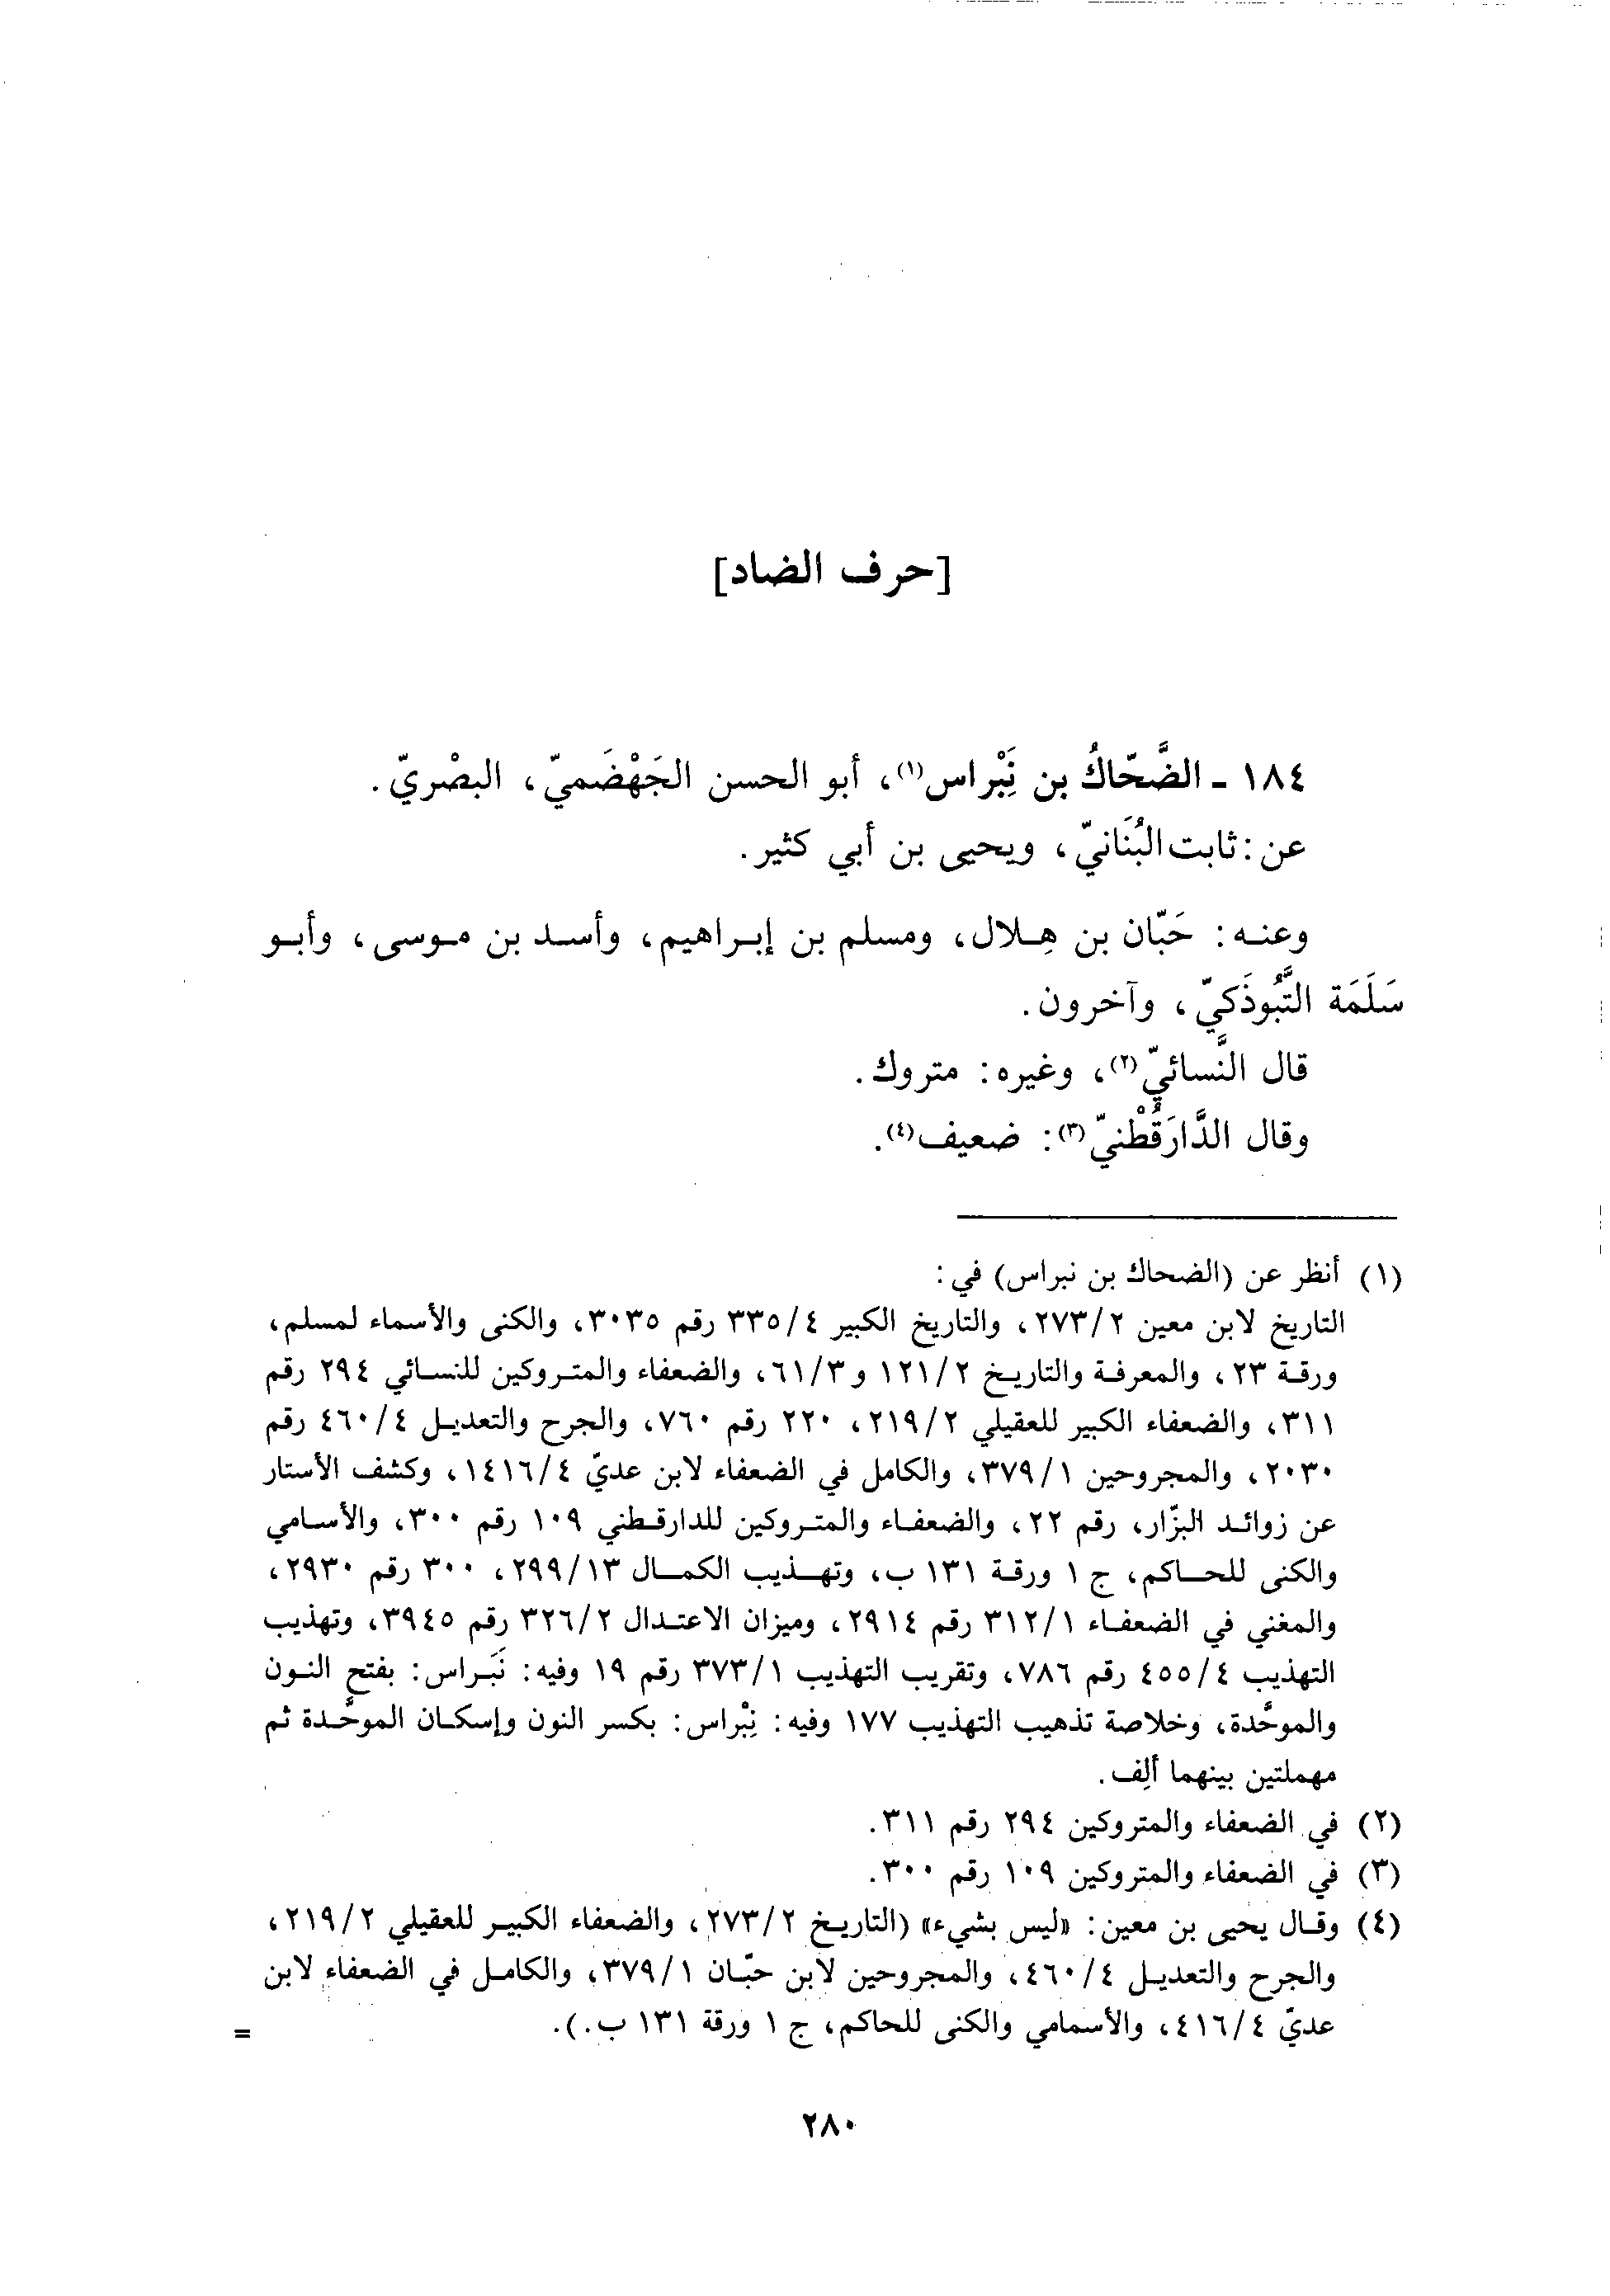 [حرف الضاد]
١٨٤ ـ الضَّحّاكُ بن نَِبْراس(١)، أبو الحسن الجَهْضَميّ، البصْريّ.
عن: ثابت البُنَانيّ، ويحيى بن أبي كثير.
وعنه: حَبّان بن هِلال، ومسلم بن إبراهيم، وأسد بن موسى، وأبو
سَلَمَة التَّبُوذَكيّ، وآخرون.
قال النَّسائيّ(٢)، وغيره: متروك.
وقال الدَّارَقُطْنيّ(٣): ضعيف(٤).
(١) أنظر عن (الضحاك بن نبراس) في:
التاريخ لابن معين ٢/٢٧٣، والتاريخ الكبير ٤/٣٣٥ رقم ٣٠٣٥، والكنى والأسماء لمسلم،
ورقة ٢٣، والمعرفة والتاريخ ٢/١٢١ و٣/٦١، والضعفاء والمتروكين للنسائي ٢٩٤ رقم
٣١١، والضعفاء الكبير للعقيلي ٢/٢١٩، ٢٢٠ رقم ٧٦٠، والجرح والتعديل ٤/٤٦٠ رقم
٢٠٣٠، والمجروحين ١/٣٧٩، والكامل في الضعفاء لابن عديّ ٤/١٤١٦، وكشف الأستار
عن زوائد البزّار، رقم ٢٢، والضعفاء والمتروكين للدارقطني ١٠٩ رقم ٣٠٠، والأسامي
والكنى للحاكم، ج ١ ورقة ١٣١ ب، وتهذيب الكمال ١٣/٢٩٩، ٣٠٠ رقم ٢٩٣٠،
والمغني في الضعفاء ١/٣١٢ رقم ٢٩١٤، وميزان الاعتدال ٢/٣٢٦ رقم ٣٩٤٥، وتهذيب
التهذيب ٤/٤٥٥ رقم ٧٨٦، وتقريب التهذيب ١/٣٧٣ رقم ١٩ وفيه: نَبَراس: بفتح النون
والموحَّدة، وخلاصة تذهيب التهذيب ١٧٧ وفيه: نِبْراس: بكسر النون وإسكان الموحَّدة ثم
مهملتين بينهما ألِف.
(٢) في الضعفاء والمتروكين ٢٩٤ رقم ٣١١.
(٣) في الضعفاء والمتروكين ١٠٩ رقم ٣٠٠.
(٤) وقال يحيى بن معين: «ليس بشيء» (التاريخ ٢/٢٧٣، والضعفاء الكبير للعقيلي ٢/٢١٩،
والجرح والتعديل ٤/٤٦٠، والمجروحين لابن حبّان ١/٣٧٩، والكامل في الضعفاء لابن
عديّ ٤/٤١٦، والأسمامي والكنى للحاكم، ج ١ ورقة ١٣١ ب.).
=
٢٨٠